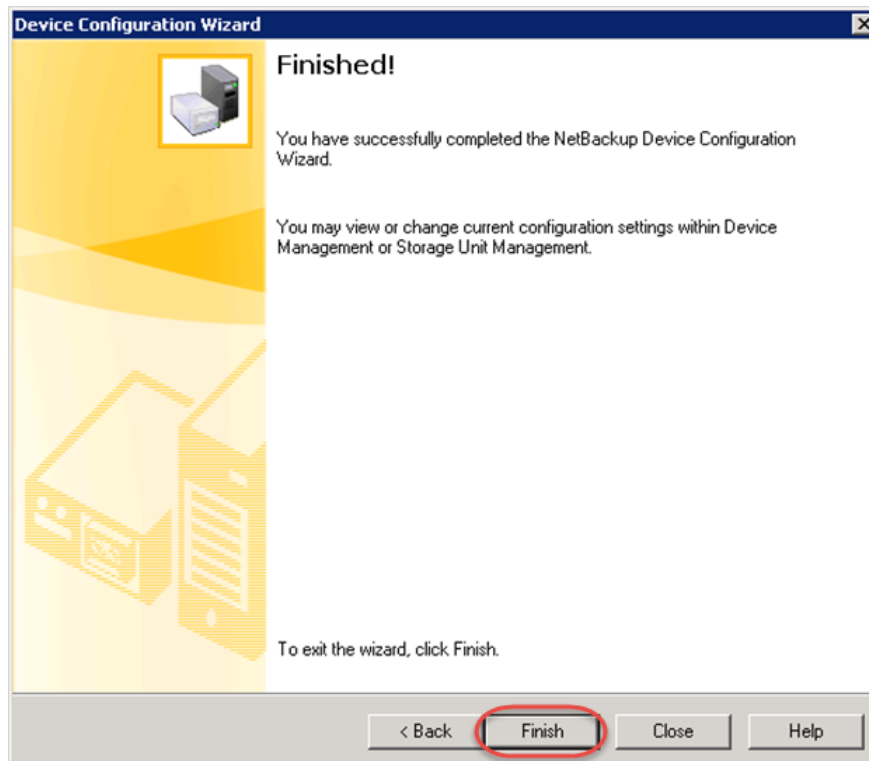 Device Configuration Wizard
Finished!
You have successfully completed the NetBackup Device Configuration
Wizard.
You may view or change current configuration settings within Device
Management or Storage Unit Management.
To exit the wizard, click Finish.
< Back
Finish
Close
Help